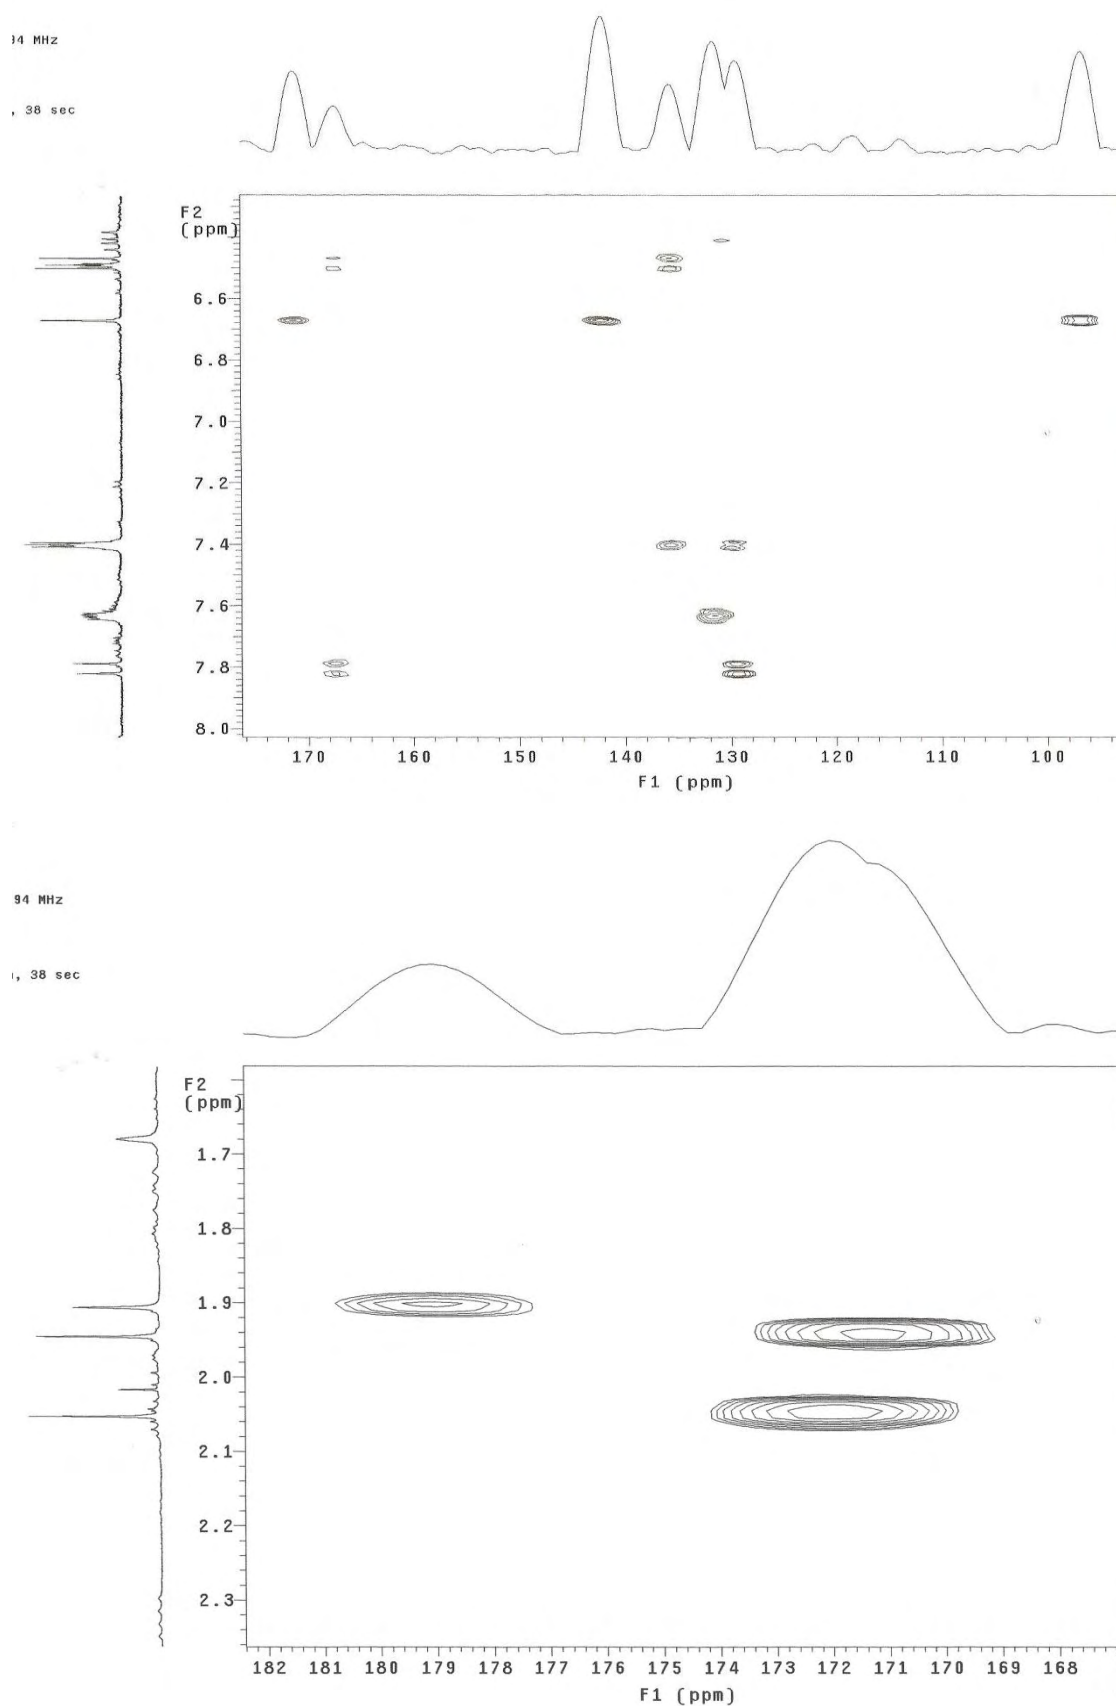 94 MHz
, 38 sec
F2
(ppm)
6.6
6.8
7.0
7.2
7.4
7.6
7.8
8.0
170 160 150 140 130 120 110 100
F1 (ppm)
94 MHz
, 38 sec
F2
(ppm)
1.7
1.8
1.9
2.0
2.1
2.2
2.3
182 181 180 179 178 177 176 175 174 173 172 171 170 169 168
F1 (ppm)